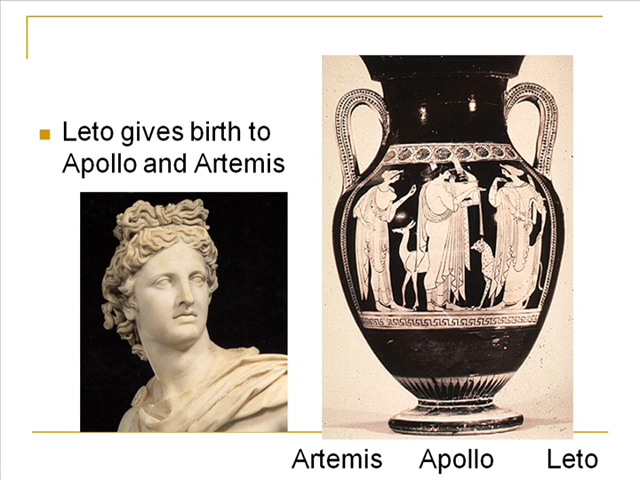 Leto gives birth to
Apollo and Artemis
Artemis Apollo Leto